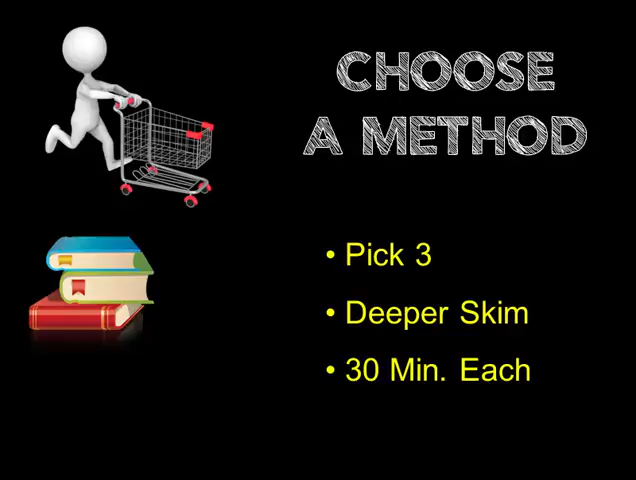 CHOOSE
A METHOD
• Pick 3
• Deeper Skim
• 30 Min. Each